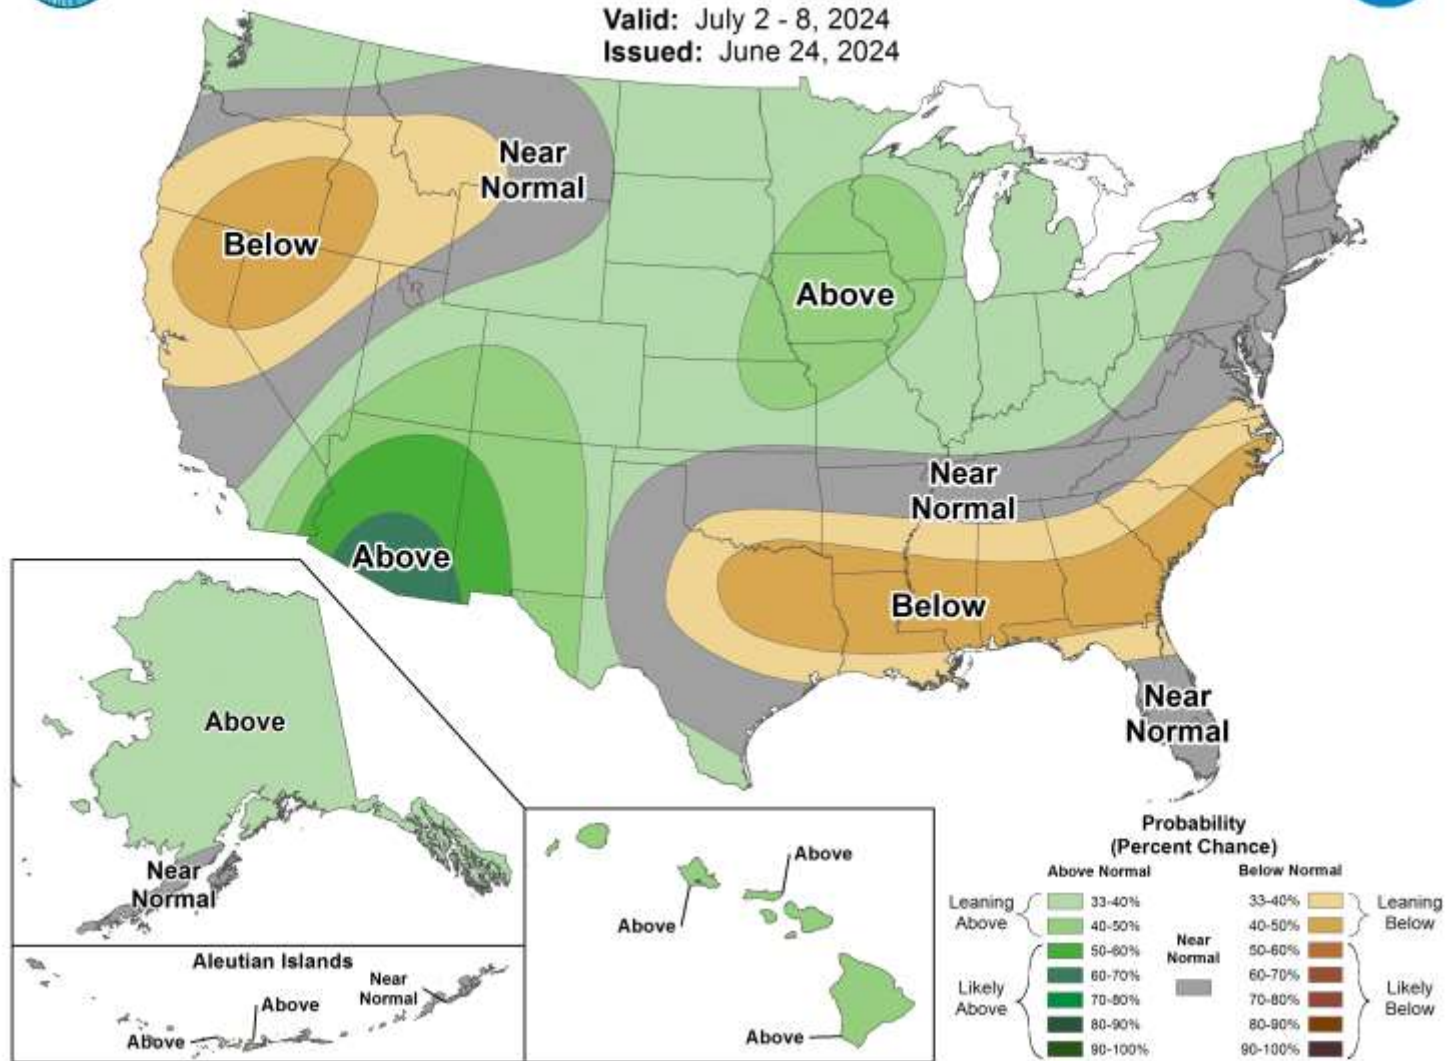 Valid: July 2 - 8, 2024
Issued: June 24, 2024
Near
Normal
Below
Above
Near
Normal
Above
Below
Above
Near
Normal
Near
Normal
Above
Above
Above
Aleutian Islands
Near
Normal
Above
Above
Probability
(Percent Chance)
Above Normal
Below Normal
Leaning
Above
33-40%
40-50%
50-60%
60-70%
70-80%
80-90%
90-100%
Likely
Above
Near
Normal
33-40%
40-50%
50-60%
60-70%
70-80%
80-90%
90-100%
Leaning
Below
Likely
Below